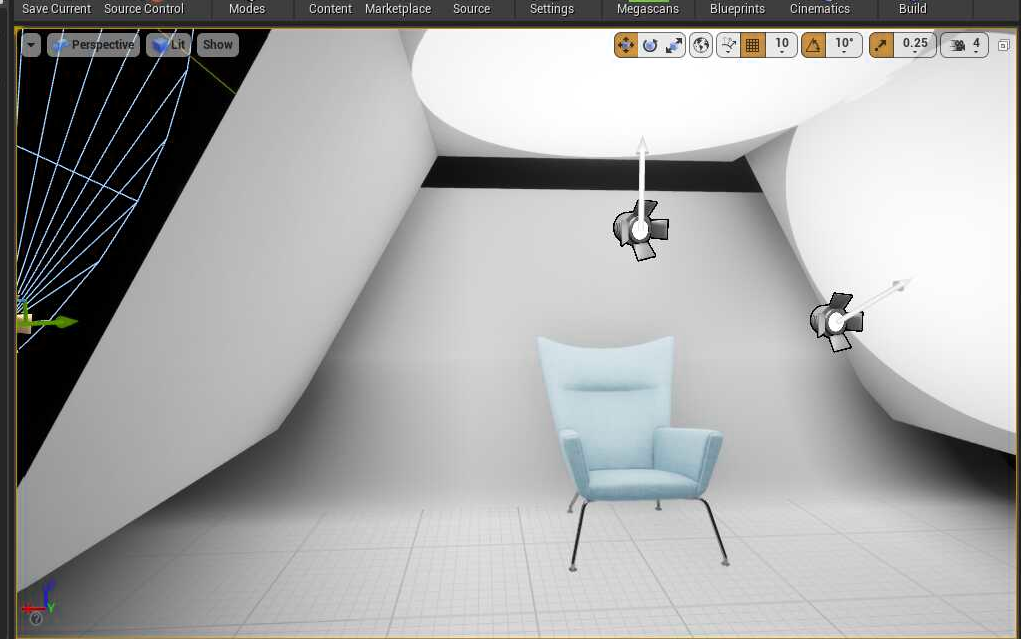 Save Current Source Control Modes Content Marketplace Source Settings Megascans Blueprints Cinematics Build
Perspective Lit Show 10 10° 0.25 4
Y
?